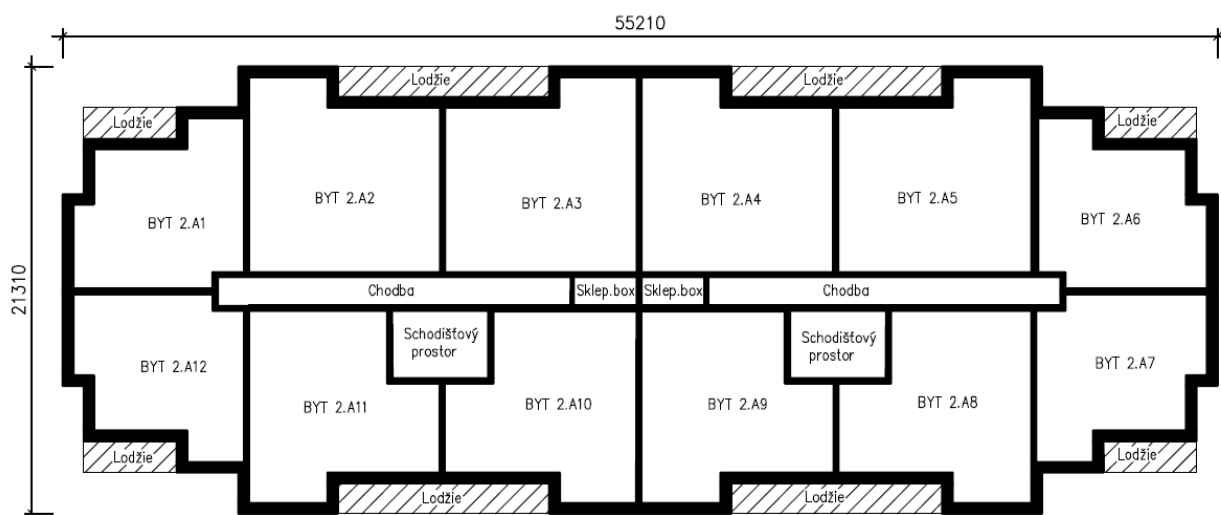 55210
21310
Lodžie
Lodžie
Lodžie
Lodžie
BYT 2.A1
BYT 2.A2
BYT 2.A3
BYT 2.A4
BYT 2.A5
BYT 2.A6
Chodba
Sklep.box
Sklep.box
Chodba
Schodišťový
prostor
Schodišťový
prostor
BYT 2.A12
BYT 2.A11
BYT 2.A10
BYT 2.A9
BYT 2.A8
BYT 2.A7
Lodžie
Lodžie
Lodžie
Lodžie